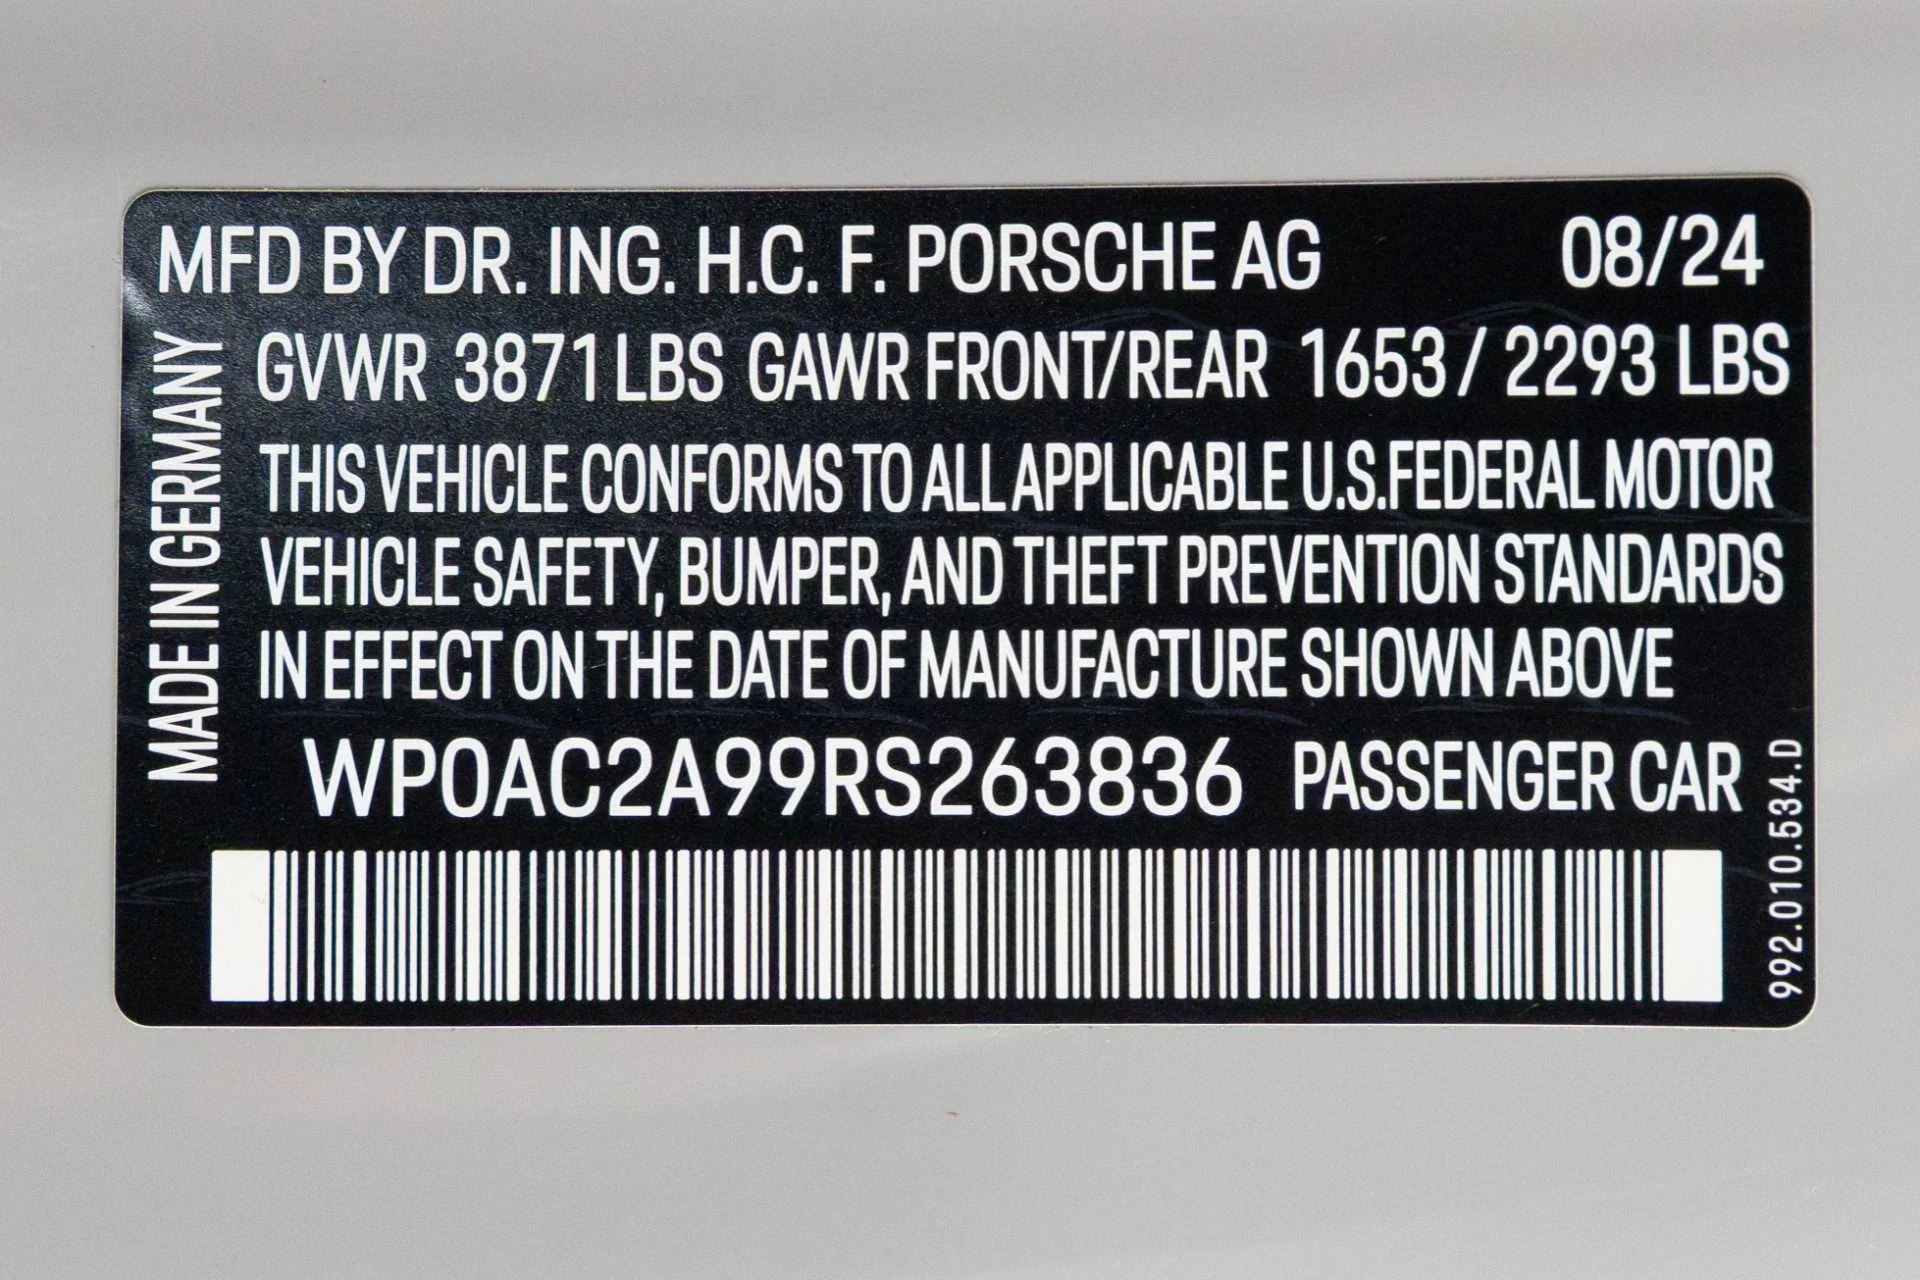 MFD BY DR. ING. H.C. F. PORSCHE AG 08/24
GVWR 3871 LBS GAWR FRONT/REAR 1653 / 2293 LBS
THIS VEHICLE CONFORMS TO ALL APPLICABLE U.S.FEDERAL MOTOR
VEHICLE SAFETY, BUMPER, AND THEFT PREVENTION STANDARDS
IN EFFECT ON THE DATE OF MANUFACTURE SHOWN ABOVE
MADE IN GERMANY
WP0AC2A99RS263836 PASSENGER CAR
992.010.534.D